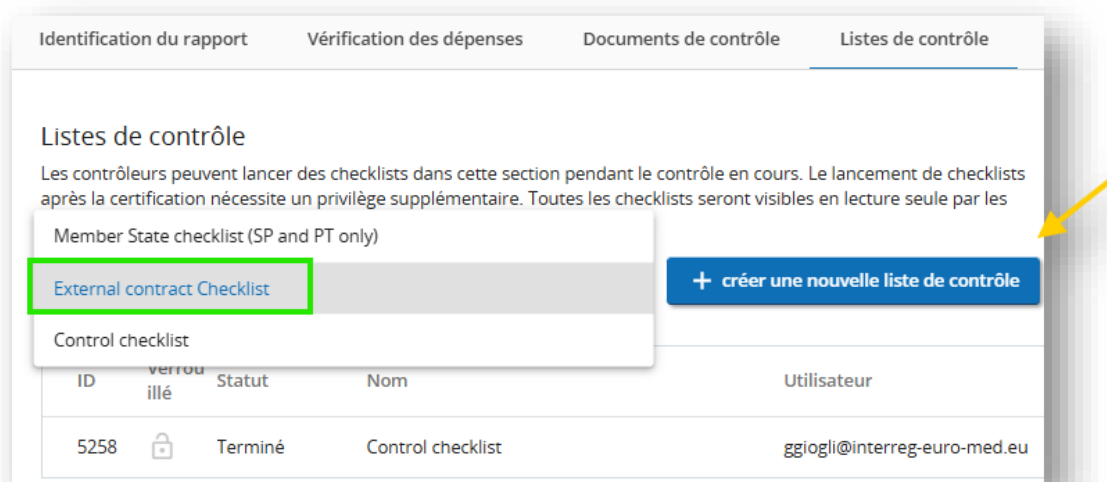 Identification du rapport Vérification des dépenses Documents de contrôle Listes de contrôle
Listes de contrôle
Les contrôleurs peuvent lancer des checklists dans cette section pendant le contrôle en cours. Le lancement de checklists
après la certification nécessite un privilège supplémentaire. Toutes les checklists seront visibles en lecture seule par les
Member State checklist (SP and PT only)
External contract Checklist
+ créer une nouvelle liste de contrôle
Control checklist
ID Verrou Statut Nom Utilisateur
illé
5258 Terminé Control checklist ggiogli@interreg-euro-med.eu